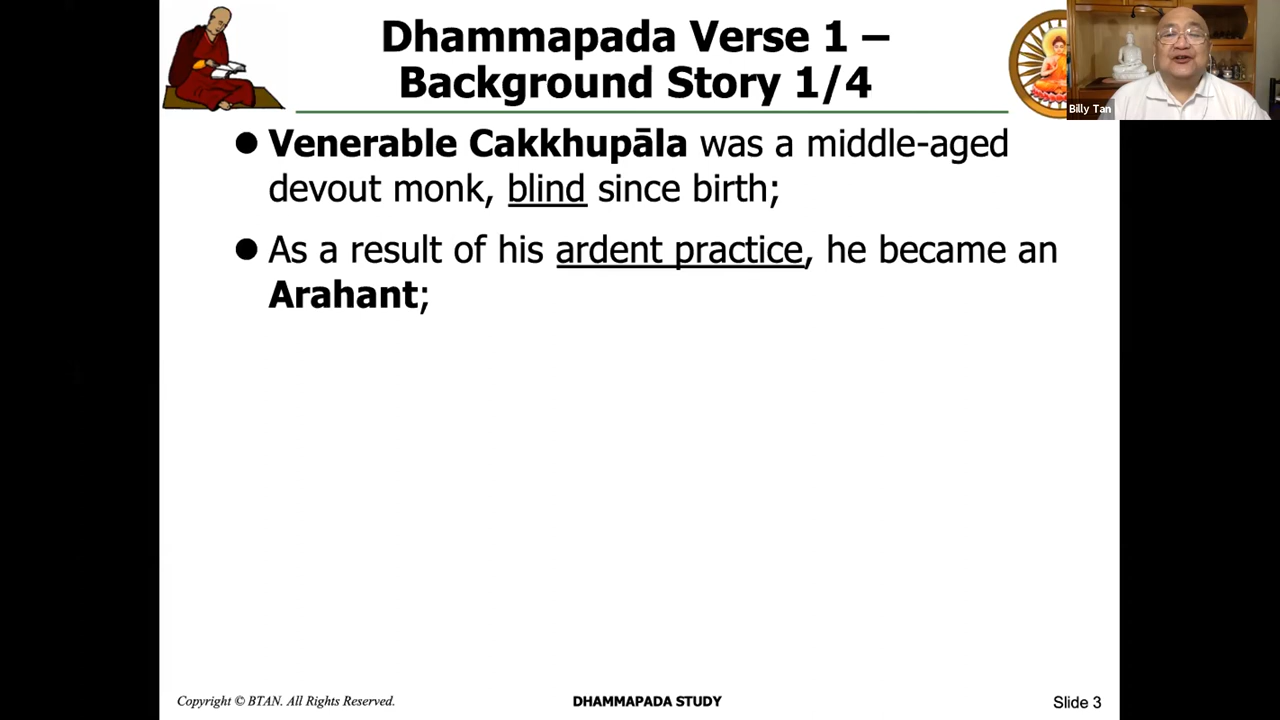 Dhammapada Verse 1 –
Background Story 1/4
Billy Tan
● Venerable Cakkhupāla was a middle-aged
devout monk, blind since birth;
● As a result of his ardent practice, he became an
Arahant;
Copyright © BTAN. All Rights Reserved.
DHAMMAPADA STUDY
Slide 3